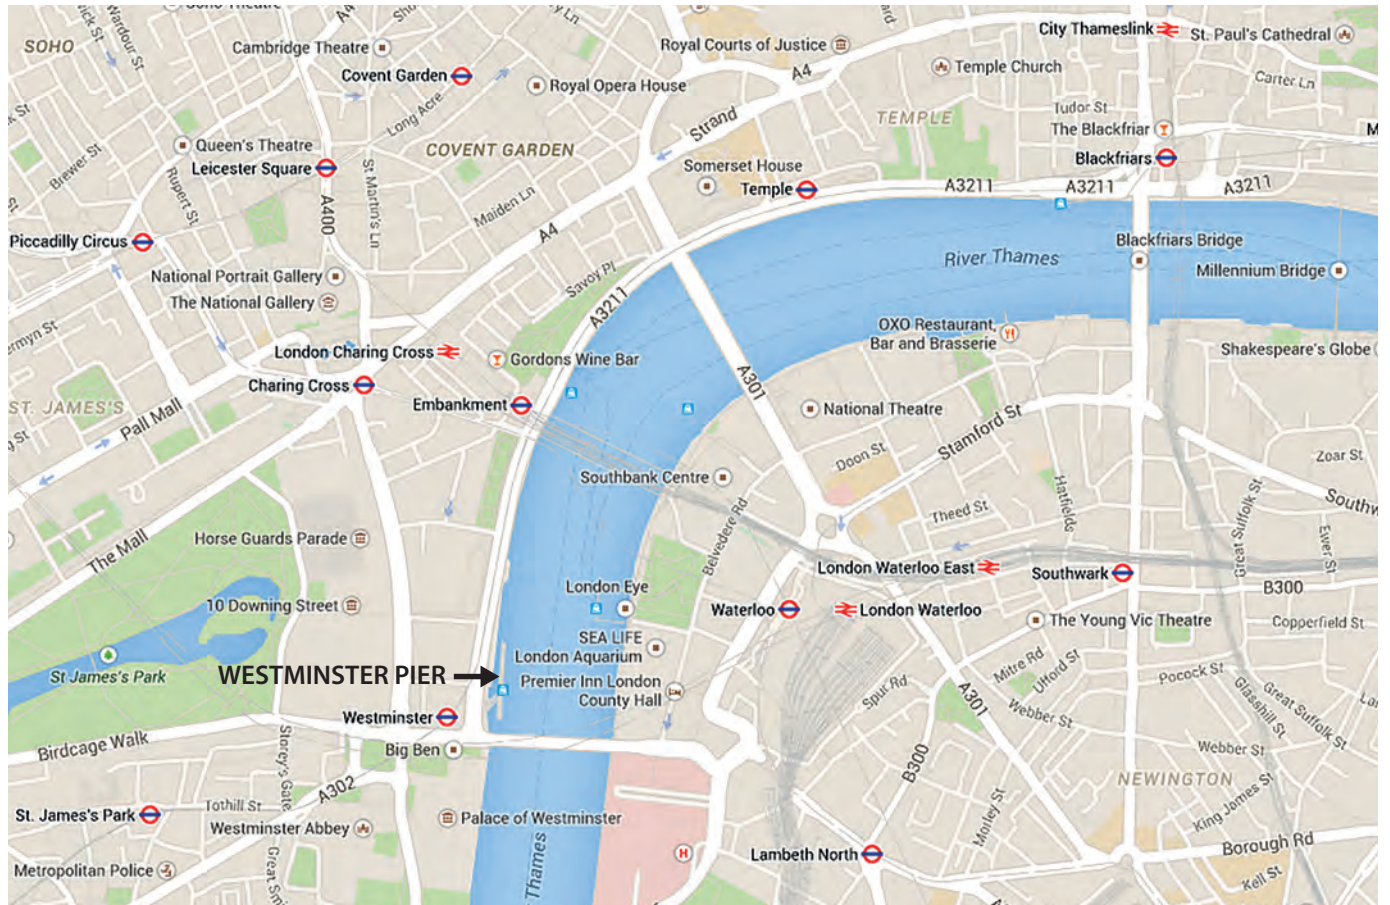 Soho Theatre
A4
City Thameslink
St. Paul's Cathedral
SOHO
Wardour St
Cambridge Theatre
Royal Courts of Justice
Covent Garden
A4
Temple Church
Carter Ln
Royal Opera House
Long Acre
Tudor St
TEMPLE
Strand
The Blackfriar
Queen's Theatre
COVENT GARDEN
Brewer St
Leicester Square
St Martin's Ln
Somerset House
Blackfriars
Rupert St
Temple
A3211
A3211
A3211
A400
Maiden Ln
A4
Piccadilly Circus
Blackfriars Bridge
River Thames
Millennium Bridge
National Portrait Gallery
Savoy Pl
The National Gallery
A3211
OXO Restaurant,
Bar and Brasserie
London Charing Cross
Gordons Wine Bar
Shakespeare's Globe
Charing Cross
A301
ST. JAMES'S
Pall Mall
Embankment
National Theatre
Stamford St
Doon St
Zoar St
Southbank Centre
Hatfields
Great Suffolk St
Southw
Belvedere Rd
Theed St
Ewer St
The Mall
Horse Guards Parade
London Waterloo East
Southwark
B300
London Eye
10 Downing Street
Waterloo
London Waterloo
The Young Vic Theatre
Copperfield St
SEA LIFE
London Aquarium
Mitre Rd
Ufford St
St James's Park
WESTMINSTER PIER
Premier Inn London
County Hall
Spur Rd
Pocock St
Glasshill St
Great Suffolk St
A301
Webber St
Westminster
Birdcage Walk
Storey's Gate
Big Ben
Webber St
B300
NEWINGTON
A302
Tothill St
St. James's Park
Westminster Abbey
Palace of Westminster
Morley St
King James St
Thames
H
Lambeth North
Borough Rd
Metropolitan Police
Great Sm
Kell St